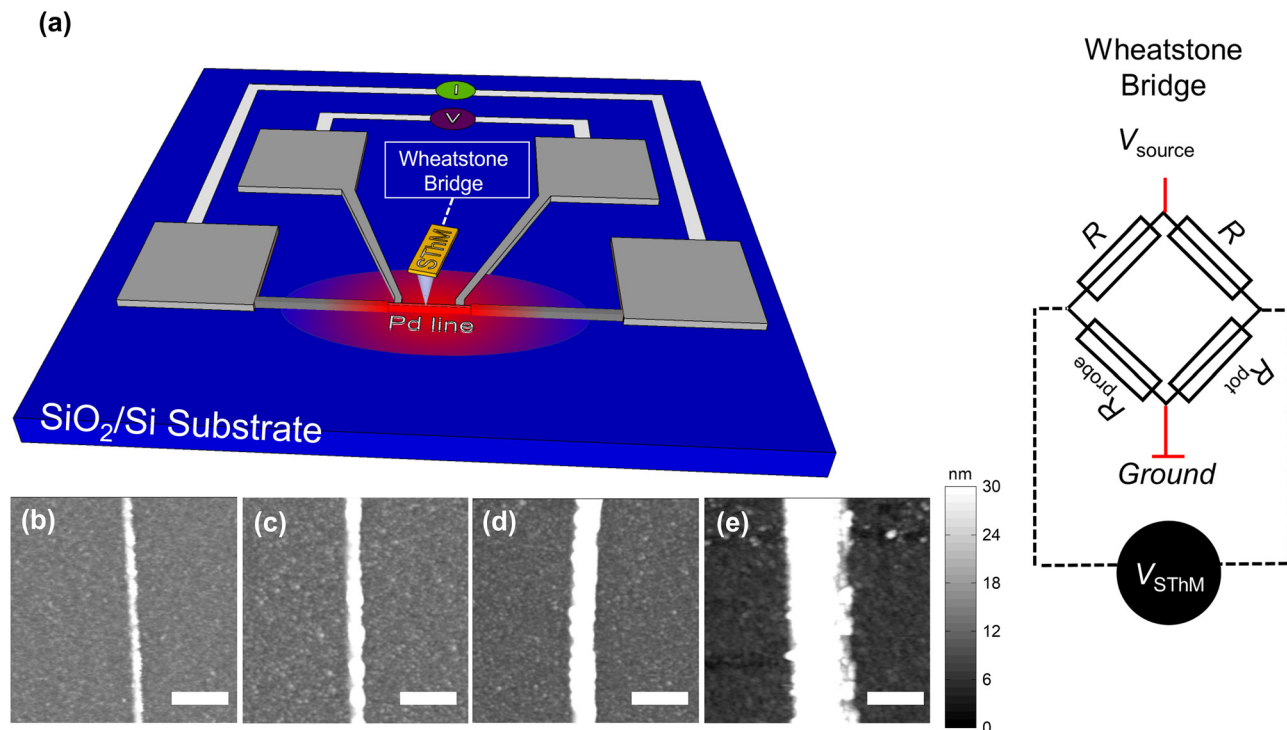 (a)
I
V
Wheatstone
Bridge
SThM
Pd line
SiO₂/Si Substrate
Wheatstone
Bridge
V_source
R
R
R_probe
R_pot
Ground
V_SThM
(b)
(c)
(d)
(e)
nm
30
24
18
12
6
0